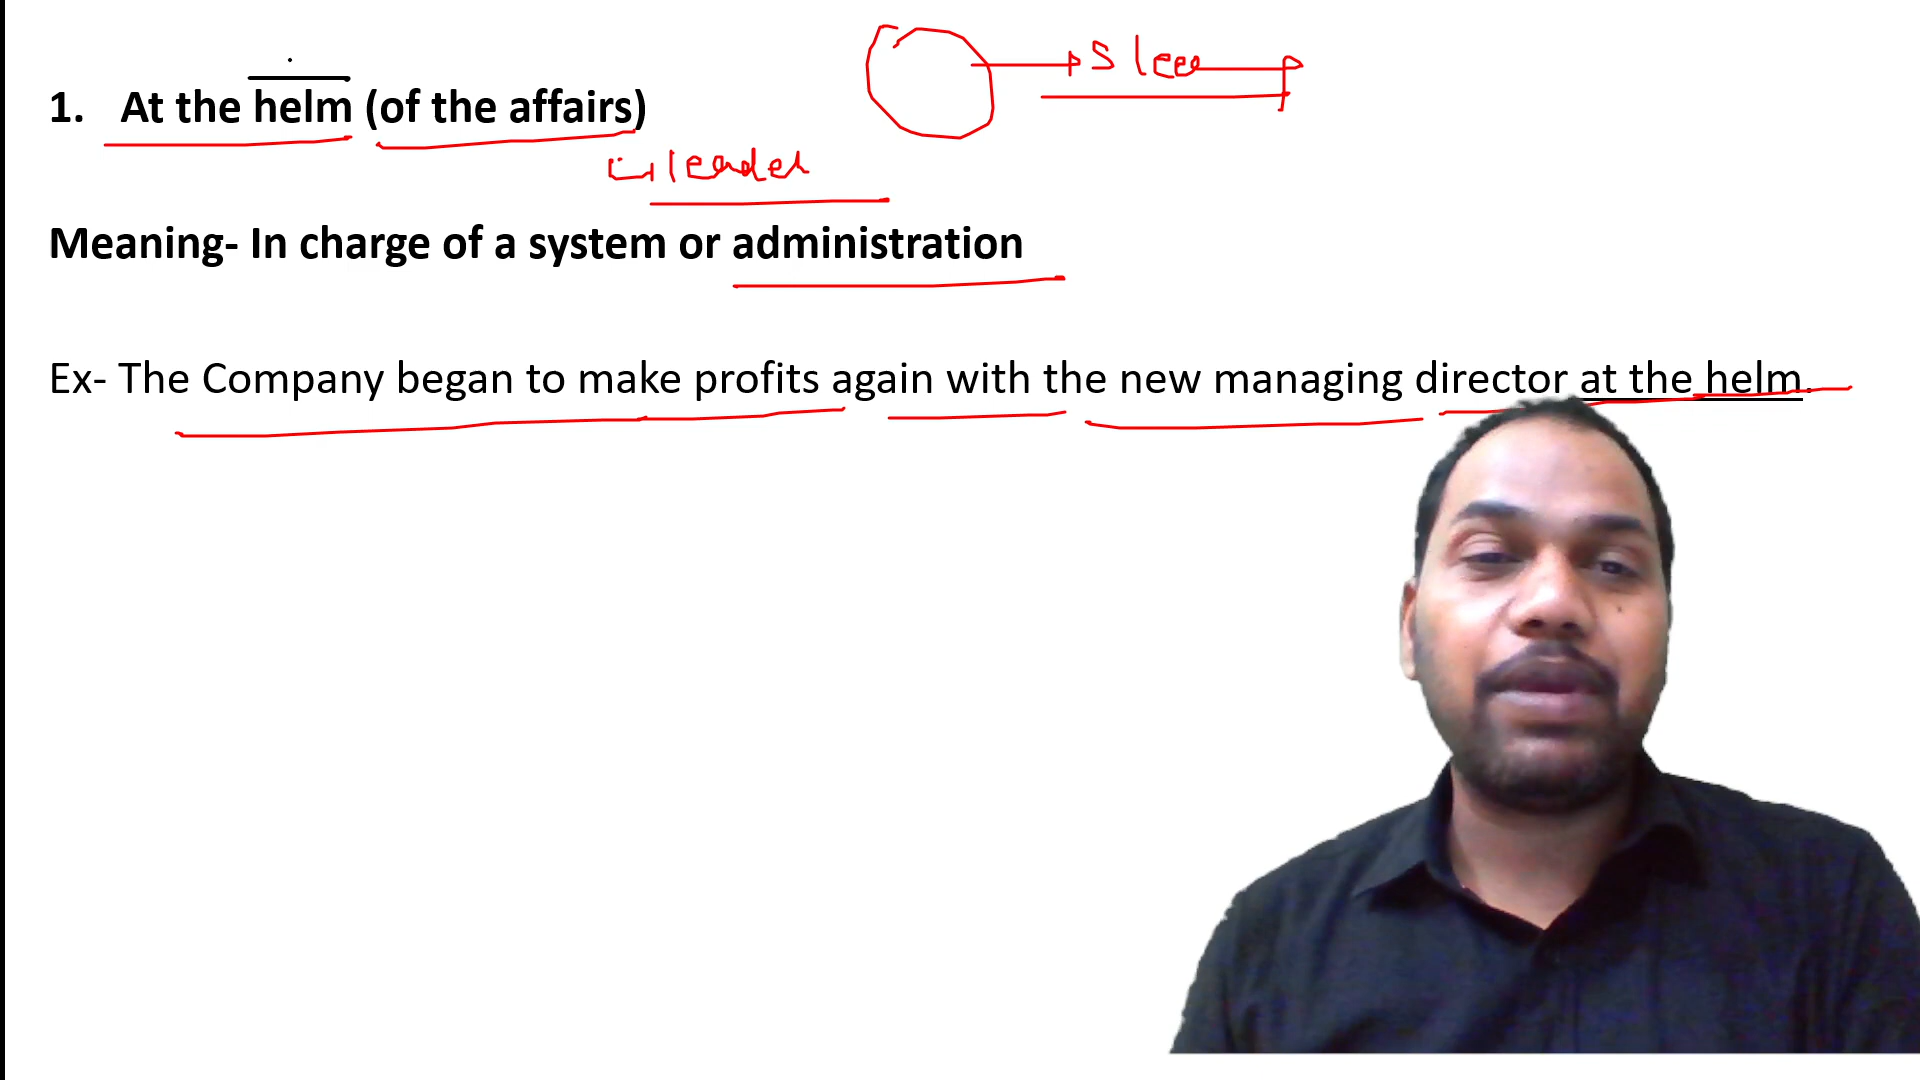 1. At the helm (of the affairs)
leader
Meaning- In charge of a system or administration
Ex- The Company began to make profits again with the new managing director at the helm.